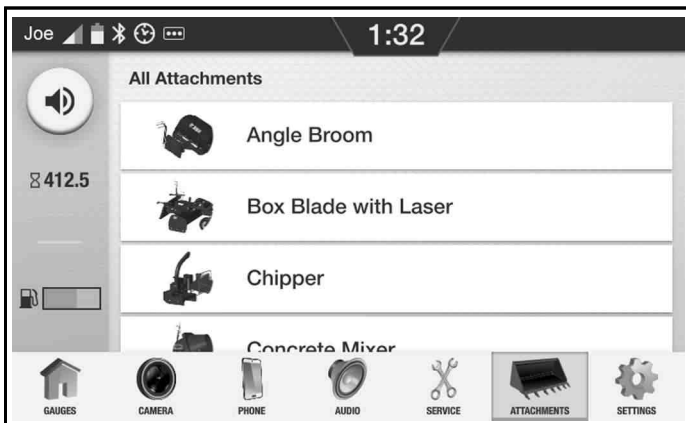 Joe
1:32
All Attachments
Angle Broom
412.5
Box Blade with Laser
Chipper
Concrete Mixer
GAUGES CAMERA PHONE AUDIO SERVICE ATTACHMENTS SETTINGS